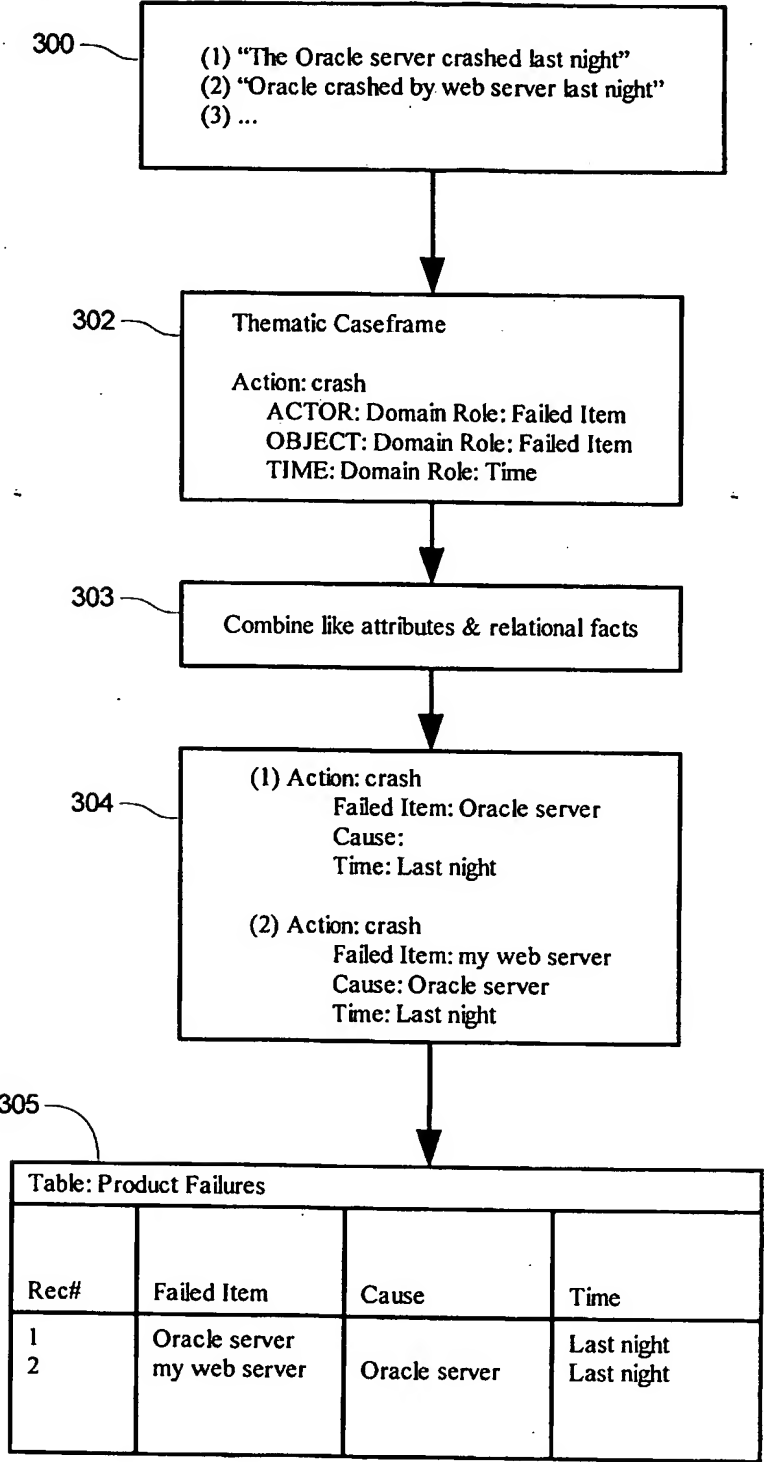 300
(1) “The Oracle server crashed last night”
(2) “Oracle crashed by web server last night”
(3) ...
302
Thematic Caseframe
Action: crash
ACTOR: Domain Role: Failed Item
OBJECT: Domain Role: Failed Item
TIME: Domain Role: Time
303
Combine like attributes & relational facts
304
(1) Action: crash
Failed Item: Oracle server
Cause:
Time: Last night
(2) Action: crash
Failed Item: my web server
Cause: Oracle server
Time: Last night
305
Table: Product Failures
Rec# Failed Item Cause Time
1 Oracle server Last night
2 my web server Oracle server Last night